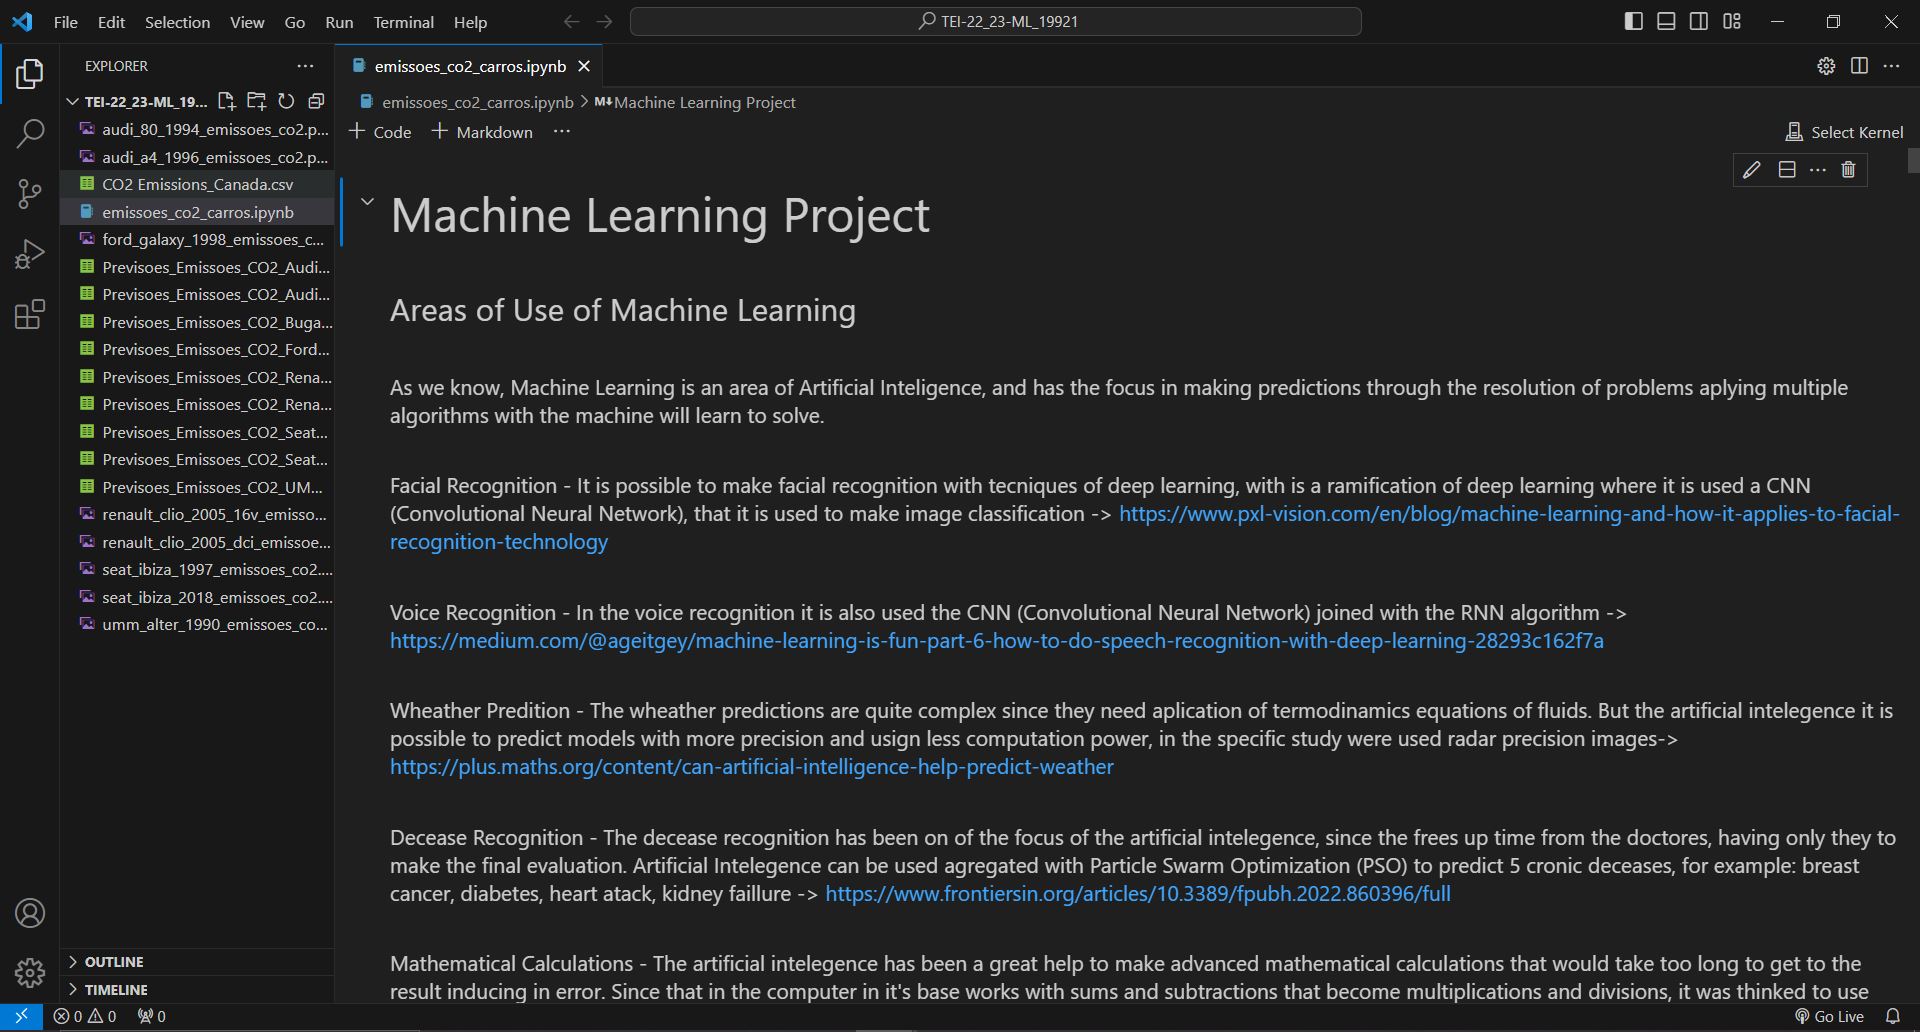 File Edit Selection View Go Run Terminal Help
TEI-22_23-ML_19921
EXPLORER
TEI-22_23-ML_19...
audi_80_1994_emissoes_co2.p...
audi_a4_1996_emissoes_co2.p...
CO2 Emissions_Canada.csv
emissoes_co2_carros.ipynb
ford_galaxy_1998_emissoes_c...
Previsoes_Emissoes_CO2_Audi...
Previsoes_Emissoes_CO2_Audi...
Previsoes_Emissoes_CO2_Buga...
Previsoes_Emissoes_CO2_Ford...
Previsoes_Emissoes_CO2_Rena...
Previsoes_Emissoes_CO2_Rena...
Previsoes_Emissoes_CO2_Seat...
Previsoes_Emissoes_CO2_Seat...
Previsoes_Emissoes_CO2_UM...
renault_clio_2005_16v_emisso...
renault_clio_2005_dci_emissoe...
seat_ibiza_1997_emissoes_co2....
seat_ibiza_2018_emissoes_co2....
umm_alter_1990_emissoes_co...
OUTLINE
TIMELINE
emissoes_co2_carros.ipynb
emissoes_co2_carros.ipynb > M↓Machine Learning Project
+ Code + Markdown ...
Select Kernel
Machine Learning Project
Areas of Use of Machine Learning
As we know, Machine Learning is an area of Artificial Inteligence, and has the focus in making predictions through the resolution of problems aplying multiple
algorithms with the machine will learn to solve.
Facial Recognition - It is possible to make facial recognition with tecniques of deep learning, with is a ramification of deep learning where it is used a CNN
(Convolutional Neural Network), that it is used to make image classification -> https://www.pxl-vision.com/en/blog/machine-learning-and-how-it-applies-to-facial-
recognition-technology
Voice Recognition - In the voice recognition it is also used the CNN (Convolutional Neural Network) joined with the RNN algorithm ->
https://medium.com/@ageitgey/machine-learning-is-fun-part-6-how-to-do-speech-recognition-with-deep-learning-28293c162f7a
Wheather Predition - The wheather predictions are quite complex since they need aplication of termodinamics equations of fluids. But the artificial intelegence it is
possible to predict models with more precision and usign less computation power, in the specific study were used radar precision images->
https://plus.maths.org/content/can-artificial-intelligence-help-predict-weather
Decease Recognition - The decease recognition has been on of the focus of the artificial intelegence, since the frees up time from the doctores, having only they to
make the final evaluation. Artificial Intelegence can be used agregated with Particle Swarm Optimization (PSO) to predict 5 cronic deceases, for example: breast
cancer, diabetes, heart atack, kidney faillure -> https://www.frontiersin.org/articles/10.3389/fpubh.2022.860396/full
Mathematical Calculations - The artificial intelegence has been a great help to make advanced mathematical calculations that would take too long to get to the
result inducing in error. Since that in the computer in it's base works with sums and subtractions that become multiplications and divisions, it was thinked to use
0 0 0
Go Live